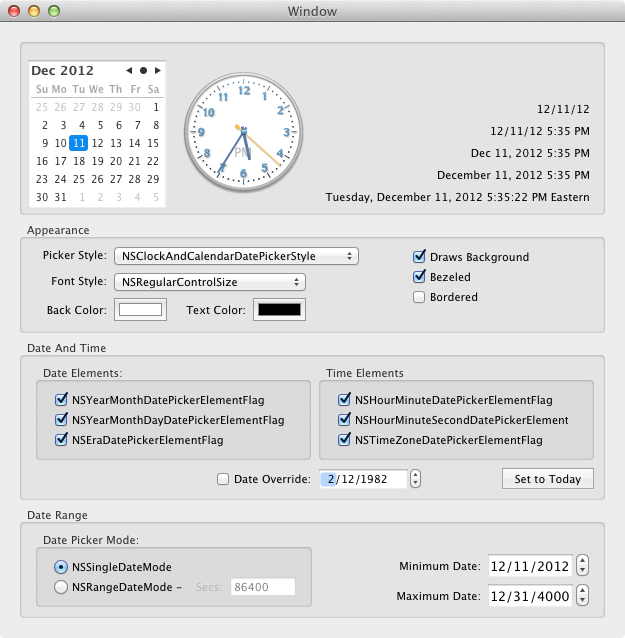 Window
Dec 2012
Su Mo Tu We Th Fr Sa
25 26 27 28 29 30 1
2 3 4 5 6 7 8
9 10 11 12 13 14 15
16 17 18 19 20 21 22
23 24 25 26 27 28 29
30 31 1 2 3 4 5
12 1 2 3 4 5 6 7 8 9 10 11
PM
12/11/12
12/11/12 5:35 PM
Dec 11, 2012 5:35 PM
December 11, 2012 5:35 PM
Tuesday, December 11, 2012 5:35:22 PM Eastern
Appearance
Picker Style: NSClockAndCalendarDatePickerStyle
Font Style: NSRegularControlSize
Back Color: Text Color:
Draws Background
Bezeled
Bordered
Date And Time
Date Elements:
NSYearMonthDatePickerElementFlag
NSYearMonthDayDatePickerElementFlag
NSEraDatePickerElementFlag
Time Elements
NSHourMinuteDatePickerElementFlag
NSHourMinuteSecondDatePickerElement
NSTimeZoneDatePickerElementFlag
Date Override: 2/12/1982
Set to Today
Date Range
Date Picker Mode:
NSSingleDateMode
NSRangeDateMode – Secs: 86400
Minimum Date: 12/11/2012
Maximum Date: 12/31/4000